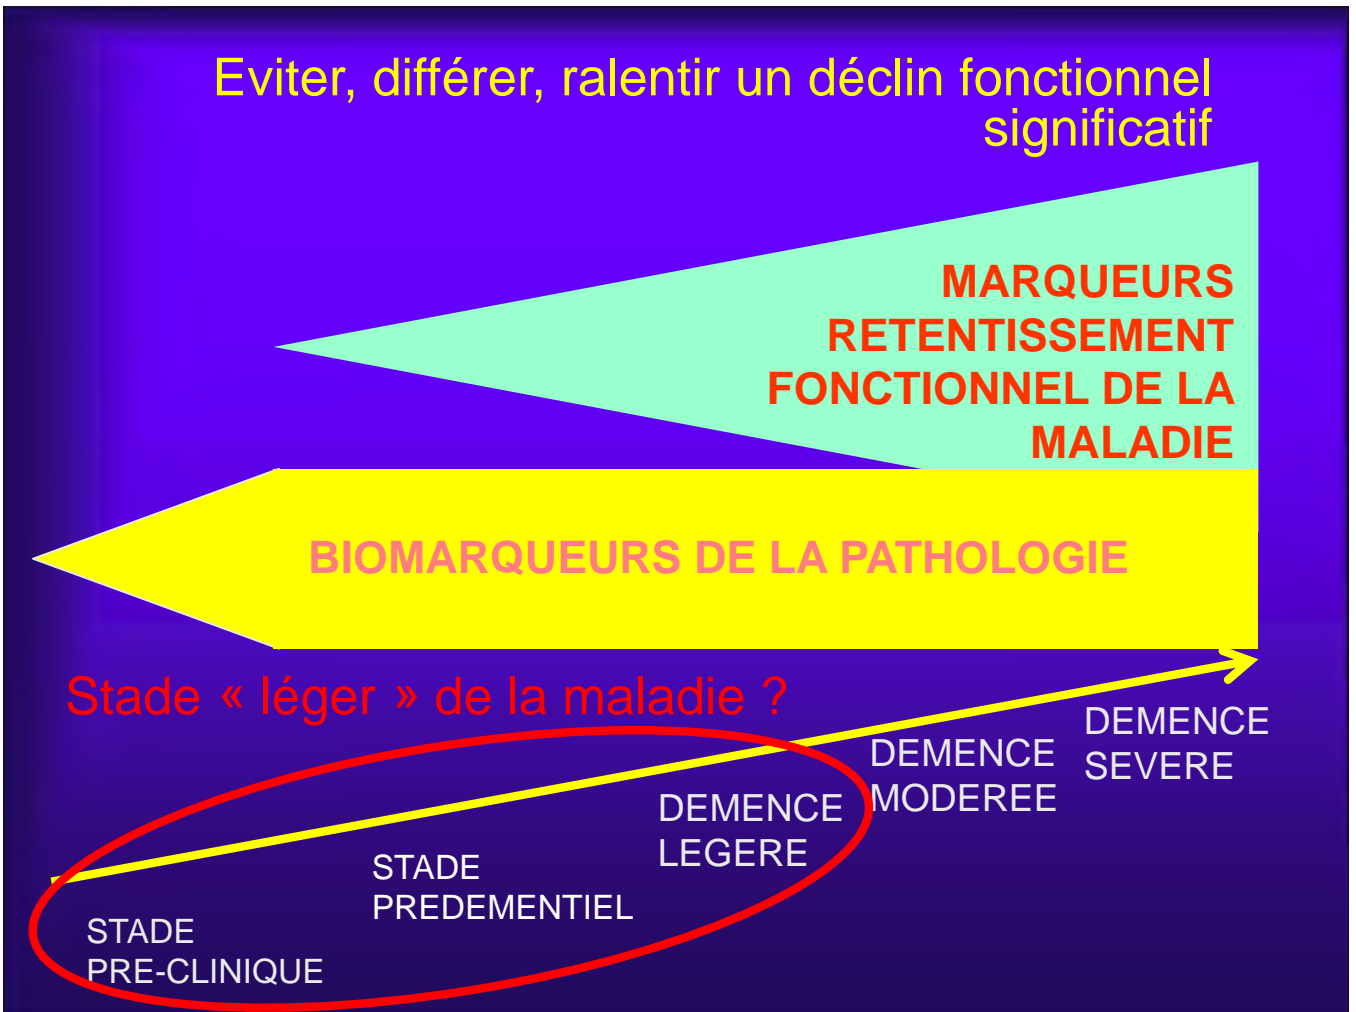 Eviter, différer, ralentir un déclin fonctionnel
significatif
MARQUEURS
RETENTISSEMENT
FONCTIONNEL DE LA
MALADIE
BIOMARQUEURS DE LA PATHOLOGIE
Stade « léger » de la maladie ?
DEMENCE
SEVERE
DEMENCE
MODEREE
DEMENCE
LEGERE
STADE
PREDEMENTIEL
STADE
PRE-CLINIQUE